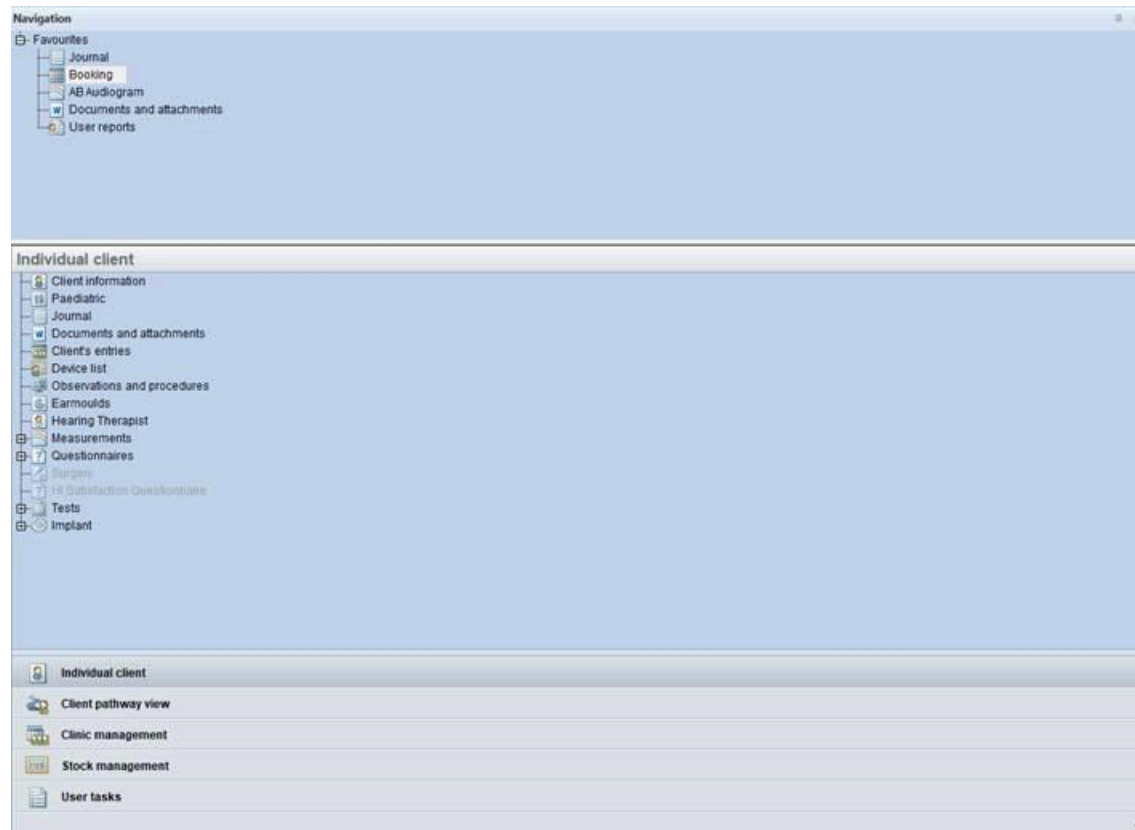 Navigation
Favourites
Journal
Booking
AB Audiogram
Documents and attachments
User reports
Individual client
Client information
Paediatric
Journal
Documents and attachments
Client's entries
Device list
Observations and procedures
Earmoulds
Hearing Therapist
Measurements
Questionnaires
Surgery
HI Satisfaction Questionnaire
Tests
Implant
Individual client
Client pathway view
Clinic management
Stock management
User tasks